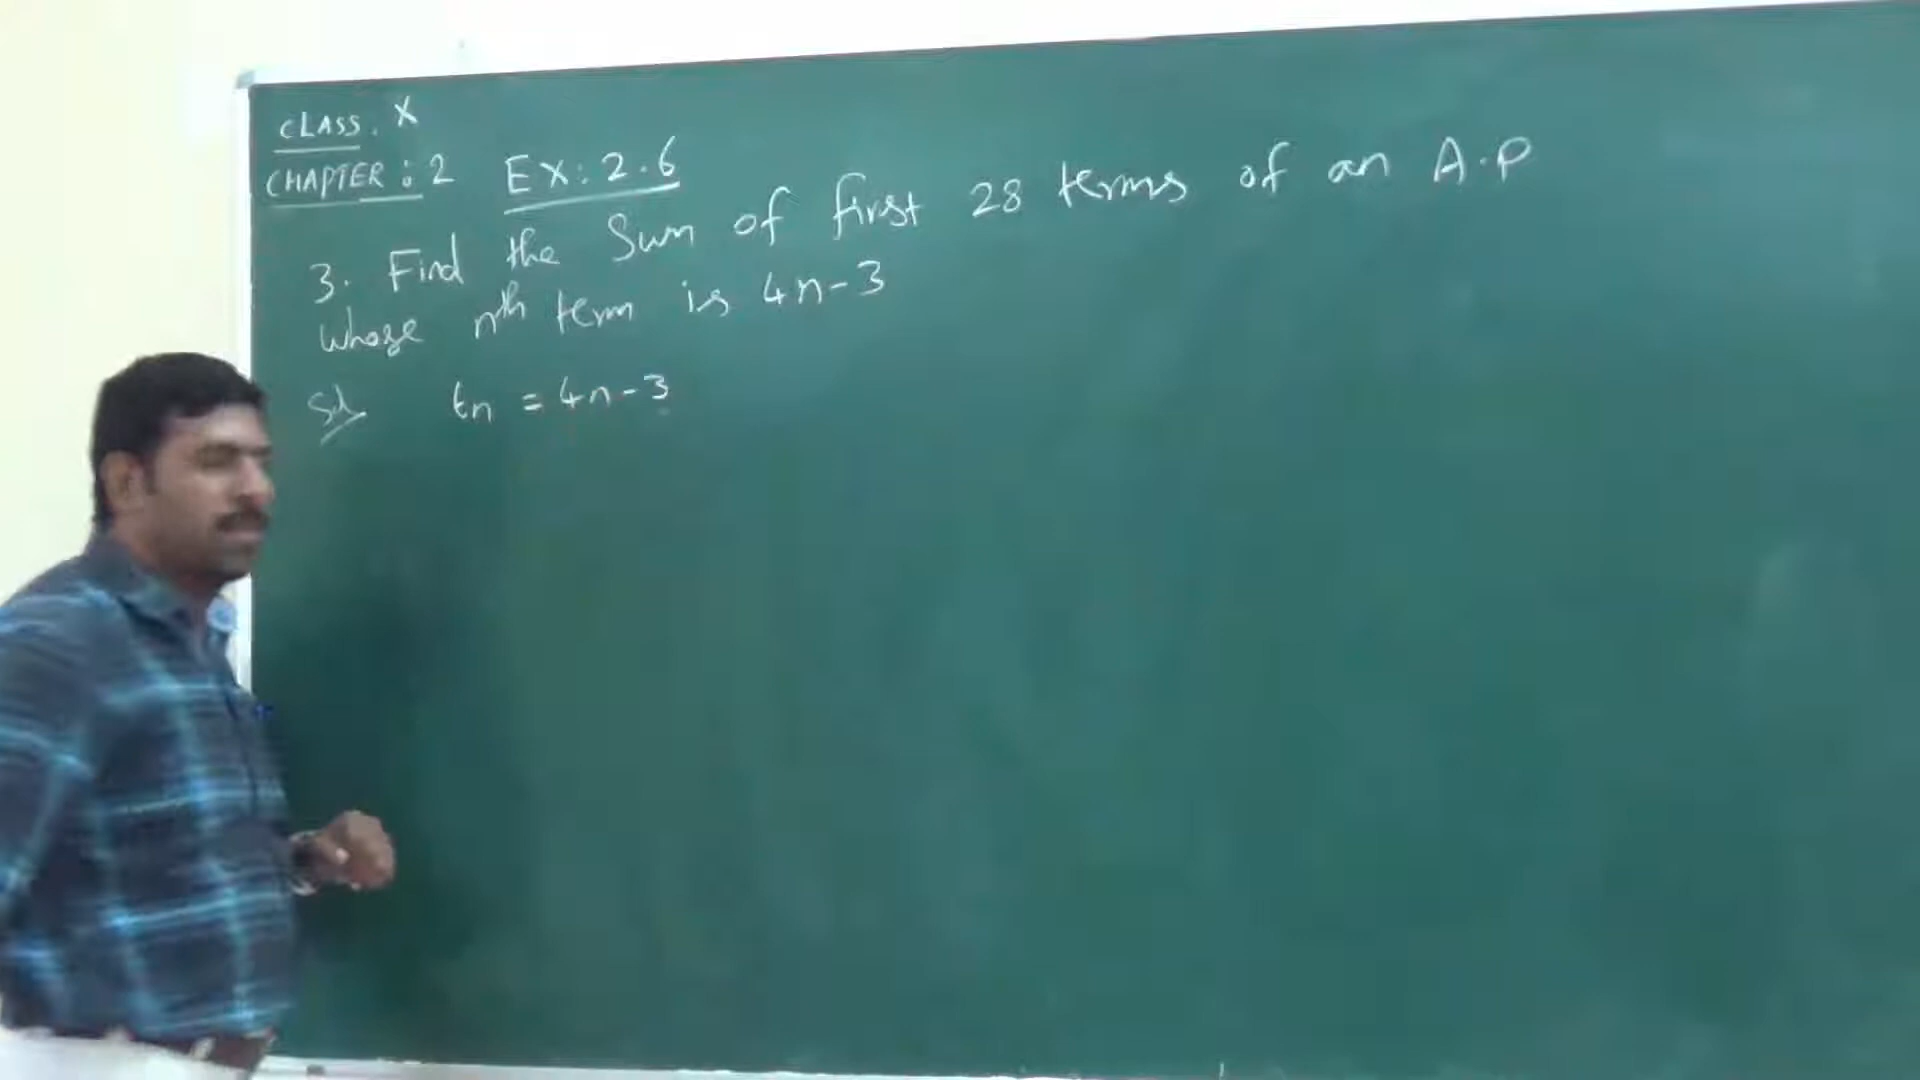 CLASS. X
CHAPTER : 2 EX: 2.6
3. Find the Sum of first 28 terms of an A.P
whose nth term is 4n-3
Sol tn = 4n-3